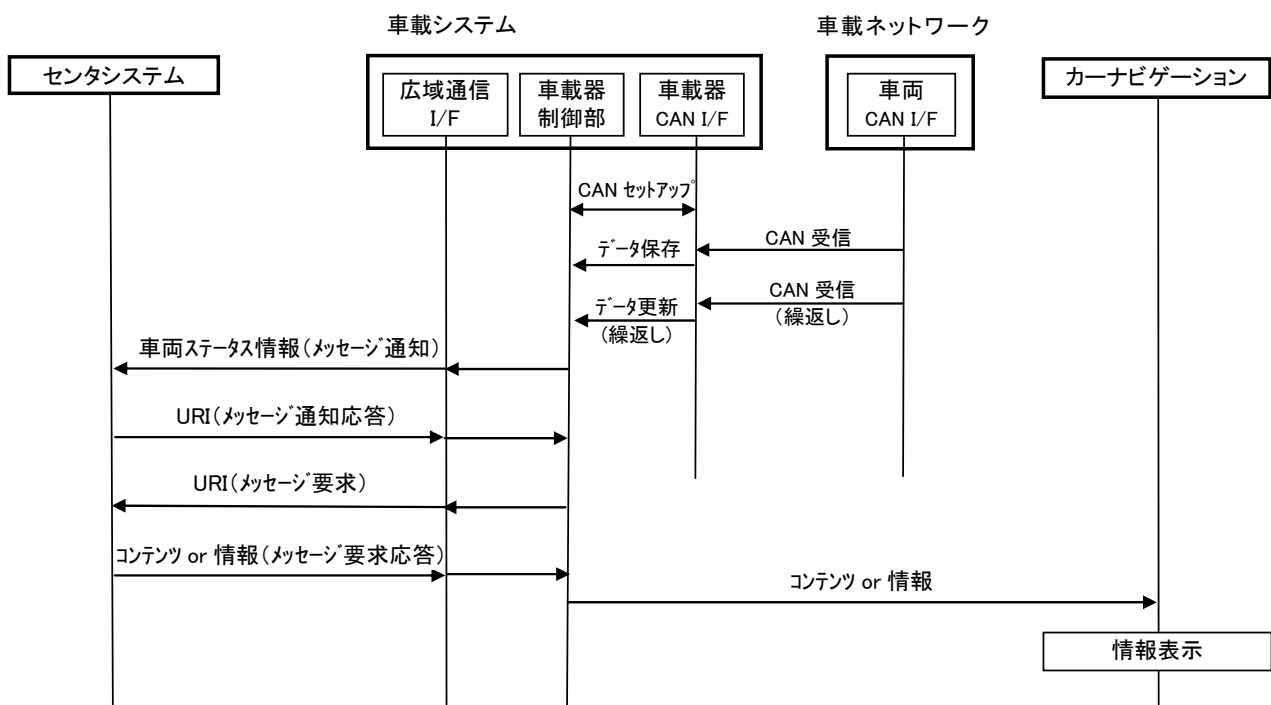 車載システム
車載ネットワーク
センタシステム
広域通信
I/F
車載器
制御部
車載器
CAN I/F
車両
CAN I/F
カーナビゲーション
CAN ｾｯﾄｱｯﾌﾟ
ﾃﾞｰﾀ保存
CAN 受信
ﾃﾞｰﾀ更新
(繰返し)
CAN 受信
(繰返し)
車両ｽﾃｰﾀｽ情報(ﾒｯｾｰｼﾞ通知)
URI(ﾒｯｾｰｼﾞ通知応答)
URI(ﾒｯｾｰｼﾞ要求)
ｺﾝﾃﾝﾂ or 情報(ﾒｯｾｰｼﾞ要求応答)
ｺﾝﾃﾝﾂ or 情報
情報表示